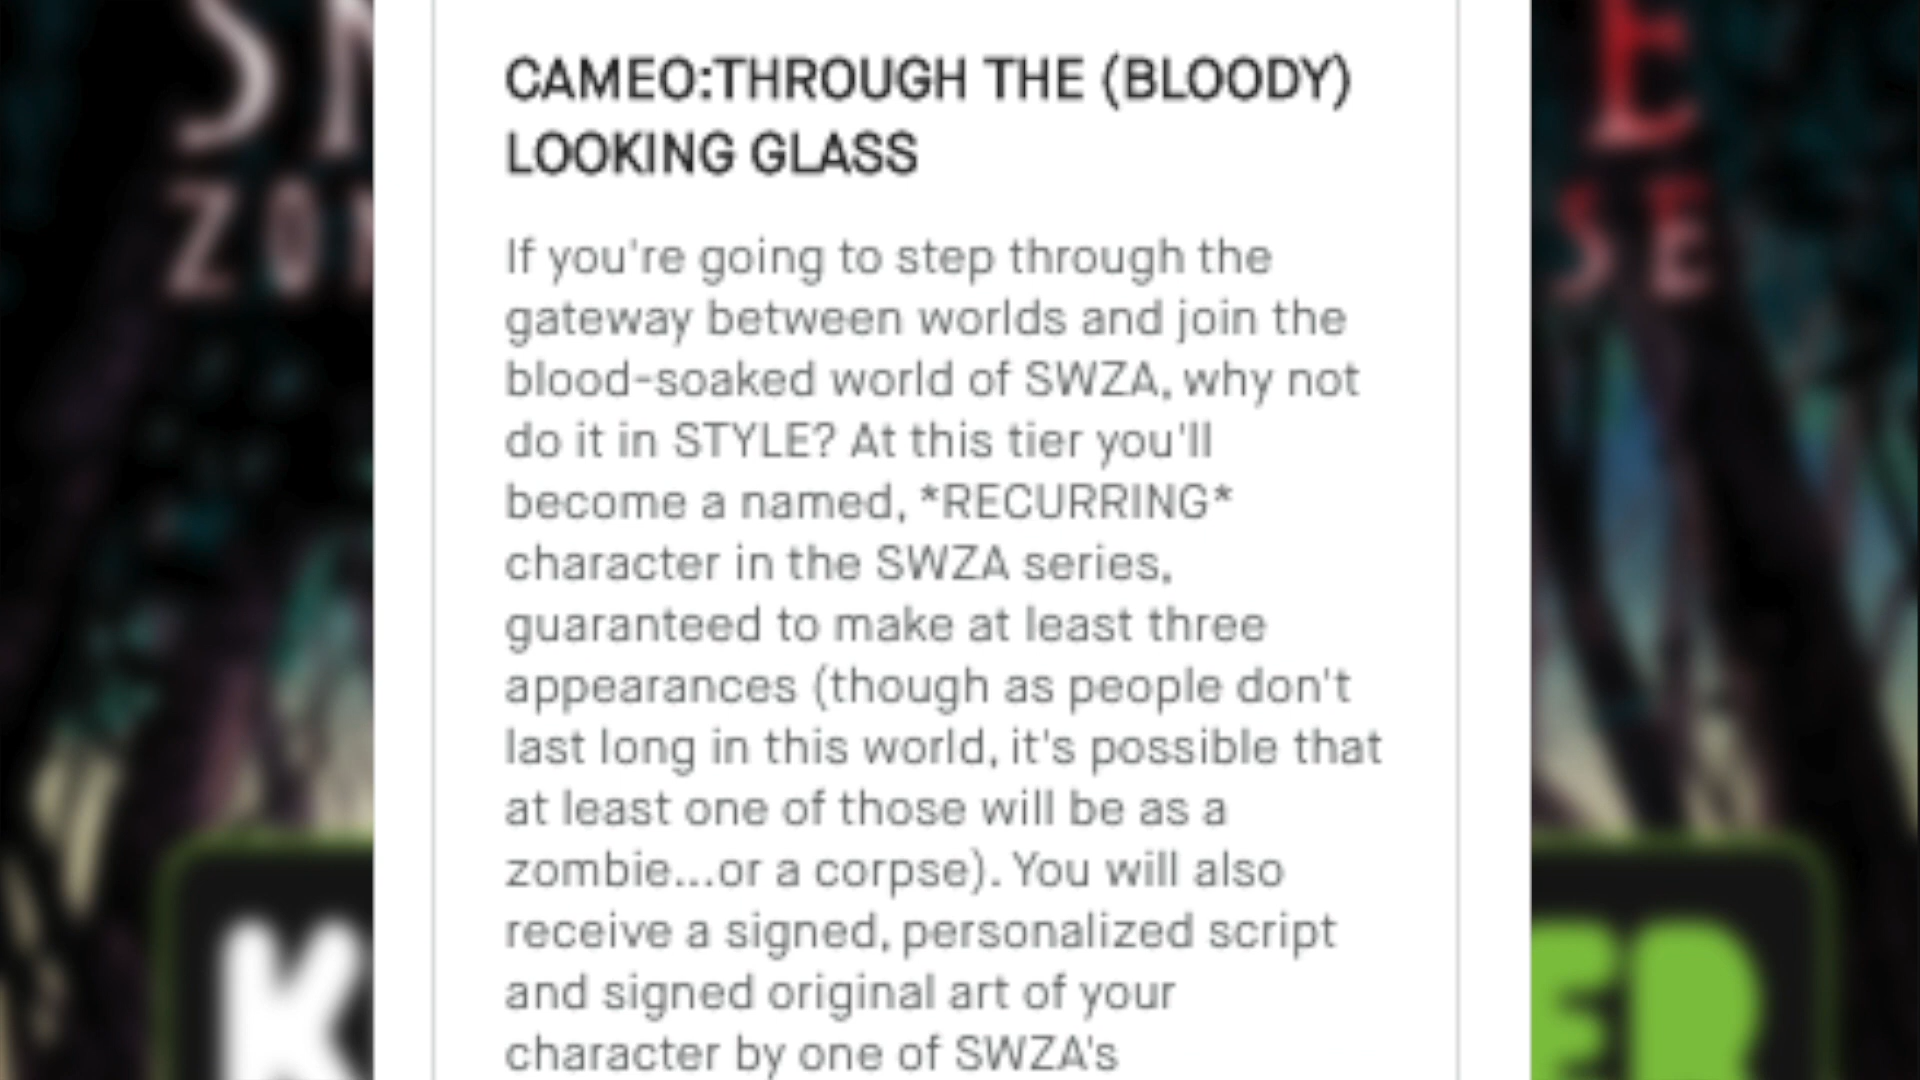 SN
ZOM
CAMEO:THROUGH THE (BLOODY)
LOOKING GLASS
If you're going to step through the
gateway between worlds and join the
blood-soaked world of SWZA, why not
do it in STYLE? At this tier you'll
become a named, *RECURRING*
character in the SWZA series,
guaranteed to make at least three
appearances (though as people don't
last long in this world, it's possible that
at least one of those will be as a
zombie...or a corpse). You will also
receive a signed, personalized script
and signed original art of your
character by one of SWZA's
E
SE
K
ER